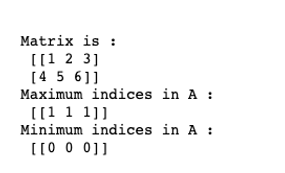 Matrix is :
 [[1 2 3]
 [4 5 6]]
Maximum indices in A :
 [[1 1 1]]
Minimum indices in A :
 [[0 0 0]]